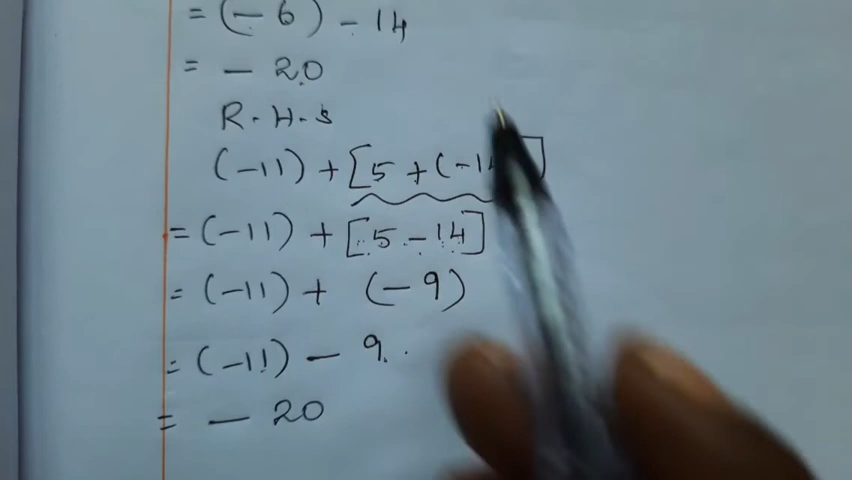 = (- 6) - 14
= - 20
R.H.S
(-11) + [5 + (-1 ]
= (-11) + [5 - 14]
= (-11) + (-9)
= (-11) - 9
= - 20